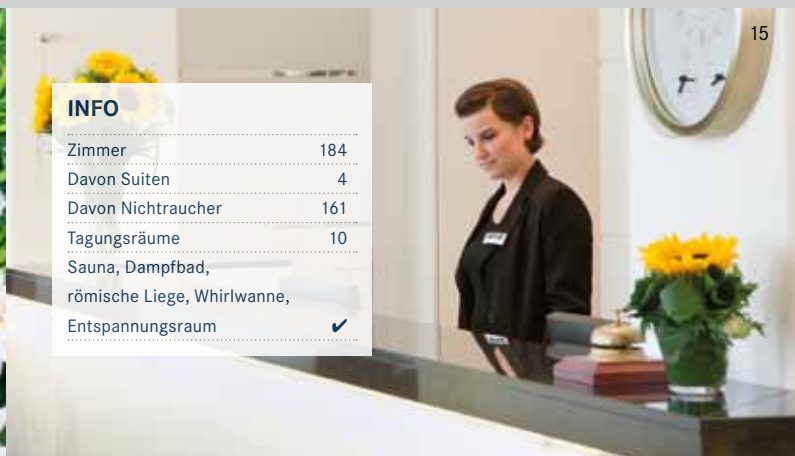 15
INFO
Zimmer 184
Davon Suiten 4
Davon Nichtraucher 161
Tagungsräume 10
Sauna, Dampfbad,
römische Liege, Whirlwanne,
Entspannungsraum ✔